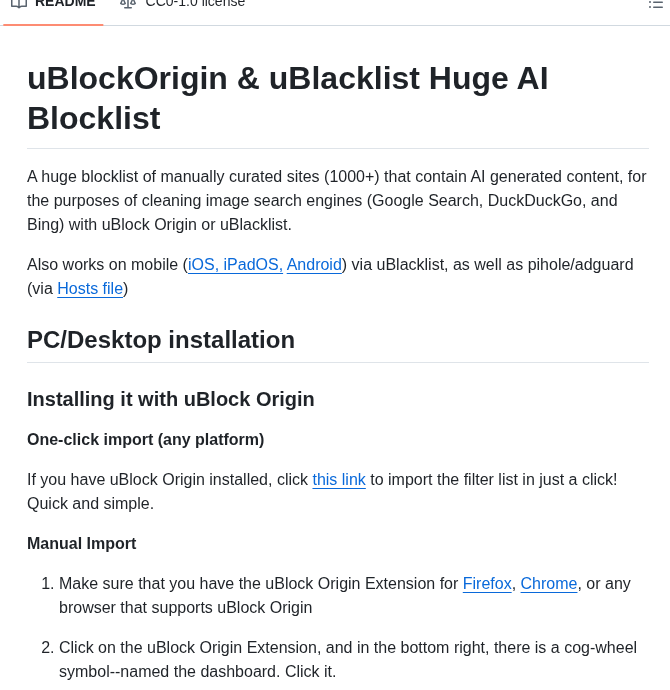 README
CC0-1.0 license
uBlockOrigin & uBlacklist Huge AI
Blocklist
A huge blocklist of manually curated sites (1000+) that contain AI generated content, for
the purposes of cleaning image search engines (Google Search, DuckDuckGo, and
Bing) with uBlock Origin or uBlacklist.
Also works on mobile (iOS, iPadOS, Android) via uBlacklist, as well as pihole/adguard
(via Hosts file)
PC/Desktop installation
Installing it with uBlock Origin
One-click import (any platform)
If you have uBlock Origin installed, click this link to import the filter list in just a click!
Quick and simple.
Manual Import
1. Make sure that you have the uBlock Origin Extension for Firefox, Chrome, or any
browser that supports uBlock Origin
2. Click on the uBlock Origin Extension, and in the bottom right, there is a cog-wheel
symbol--named the dashboard. Click it.